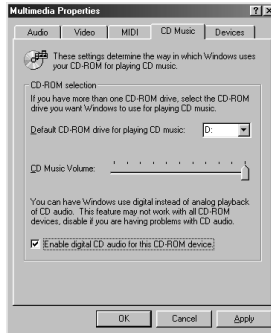 Multimedia Properties
Audio Video MIDI CD Music Devices
These settings determine the way in which Windows uses
your CD-ROM for playing CD music.
CD-ROM selection
If you have more than one CD-ROM drive, select the CD-ROM
drive you want Windows to use for playing CD music.
Default CD-ROM drive for playing CD music: D:
CD Music Volume:
You can have Windows use digital instead of analog playback
of CD audio. This feature may not work with all CD-ROM
devices, disable if you are having problems with CD audio.
Enable digital CD audio for this CD-ROM device.
OK Cancel Apply